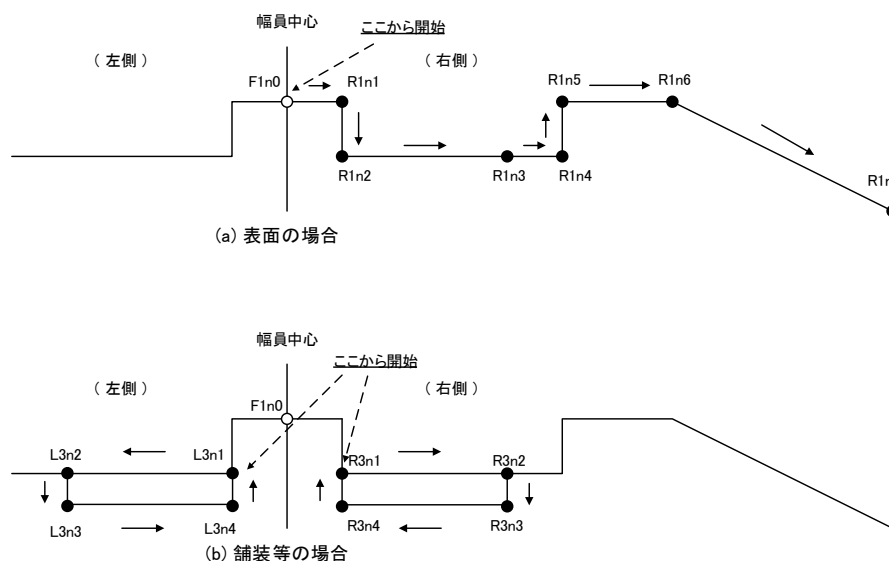 幅員中心
ここから開始
（左側）
（右側）
F1n0
R1n1
R1n5
R1n6
R1n2
R1n3
R1n4
(a) 表面の場合
幅員中心
ここから開始
（左側）
（右側）
F1n0
L3n2
L3n1
R3n1
R3n2
L3n3
L3n4
R3n4
R3n3
(b) 舗装等の場合